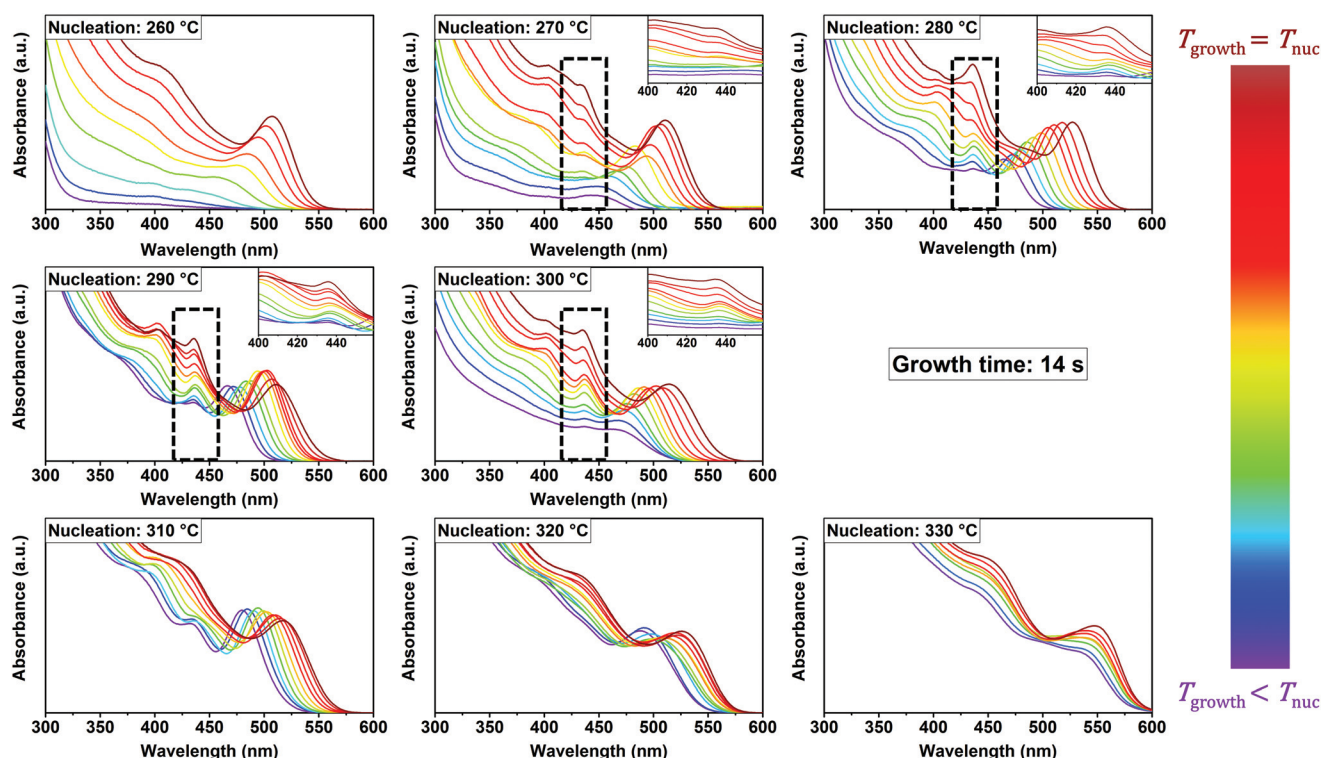 Nucleation: 260 °C
Absorbance (a.u.)
300 350 400 450 500 550 600
Wavelength (nm)
Nucleation: 270 °C
400 420 440
Absorbance (a.u.)
300 350 400 450 500 550 600
Wavelength (nm)
Nucleation: 280 °C
400 420 440
Absorbance (a.u.)
300 350 400 450 500 550 600
Wavelength (nm)
Nucleation: 290 °C
400 420 440
Absorbance (a.u.)
300 350 400 450 500 550 600
Wavelength (nm)
Nucleation: 300 °C
400 420 440
Absorbance (a.u.)
300 350 400 450 500 550 600
Wavelength (nm)
Growth time: 14 s
Nucleation: 310 °C
Absorbance (a.u.)
300 350 400 450 500 550 600
Wavelength (nm)
Nucleation: 320 °C
Absorbance (a.u.)
300 350 400 450 500 550 600
Wavelength (nm)
Nucleation: 330 °C
Absorbance (a.u.)
300 350 400 450 500 550 600
Wavelength (nm)
Tgrowth = Tnuc
Tgrowth < Tnuc